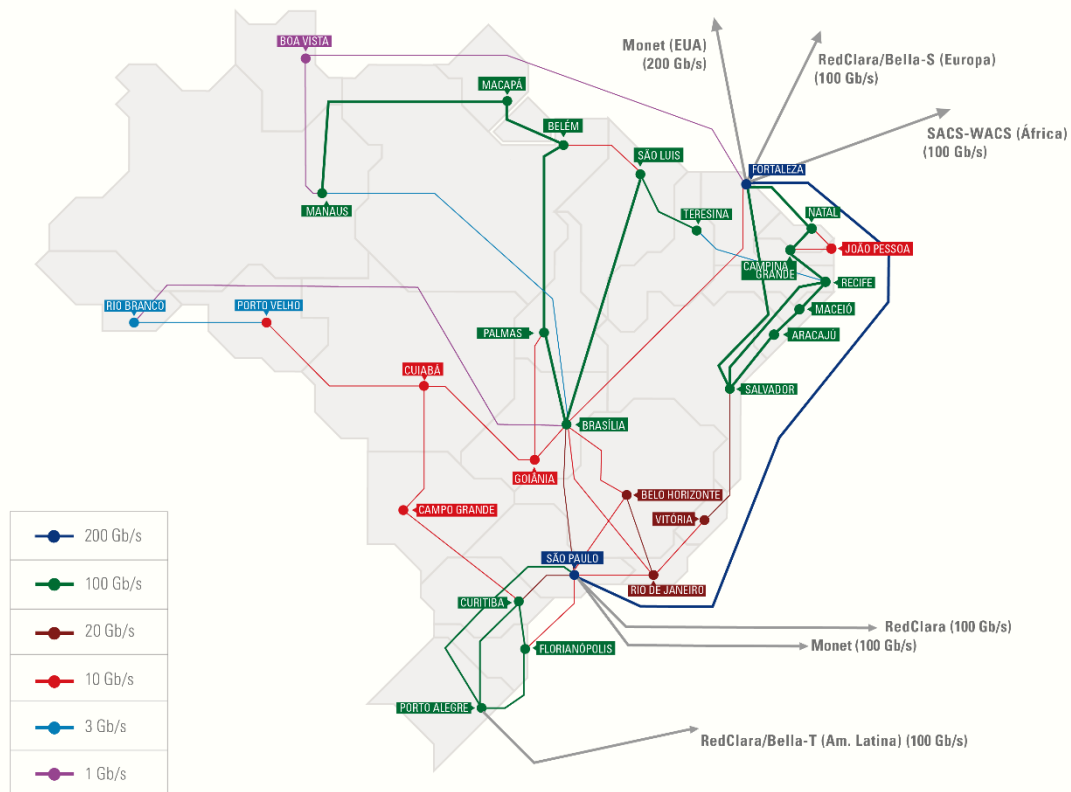 BOA VISTA
Monet (EUA)
(200 Gb/s)
RedClara/Bella-S (Europa)
(100 Gb/s)
MACAPÁ
SACS-WACS (África)
(100 Gb/s)
BELÉM
SÃO LUIS
FORTALEZA
MANAUS
TERESINA
NATAL
JOÃO PESSOA
CAMPINA
GRANDE
RECIFE
RIO BRANCO
PORTO VELHO
MACEIÓ
PALMAS
ARACAJÚ
CUIABÁ
SALVADOR
BRASÍLIA
GOIÂNIA
BELO HORIZONTE
CAMPO GRANDE
VITÓRIA
200 Gb/s
SÃO PAULO
100 Gb/s
RIO DE JANEIRO
CURITIBA
RedClara (100 Gb/s)
20 Gb/s
Monet (100 Gb/s)
FLORIANÓPOLIS
10 Gb/s
PORTO ALEGRE
3 Gb/s
RedClara/Bella-T (Am. Latina) (100 Gb/s)
1 Gb/s